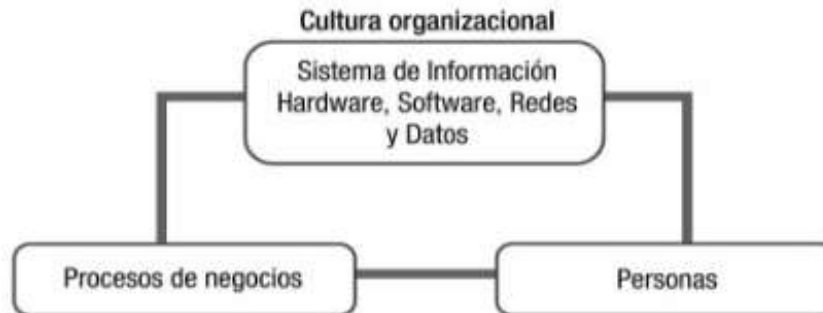 Cultura organizacional
Sistema de Información
Hardware, Software, Redes
y Datos
Procesos de negocios
Personas